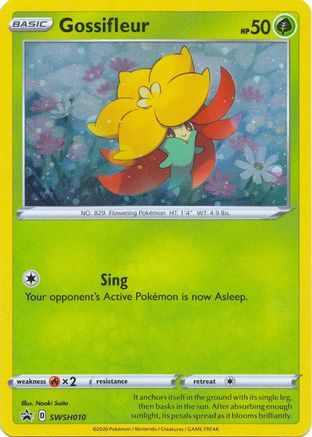 BASIC Gossifleur HP 50
NO. 829 Flowering Pokémon HT: 1'4" WT: 4.9 lbs.
Sing
Your opponent's Active Pokémon is now Asleep.
weakness ×2 resistance retreat
Illus. Naoki Saito
D SWSH010
It anchors itself in the ground with its single leg,
then basks in the sun. After absorbing enough
sunlight, its petals spread as it blooms brilliantly.
©2020 Pokémon / Nintendo / Creatures / GAME FREAK